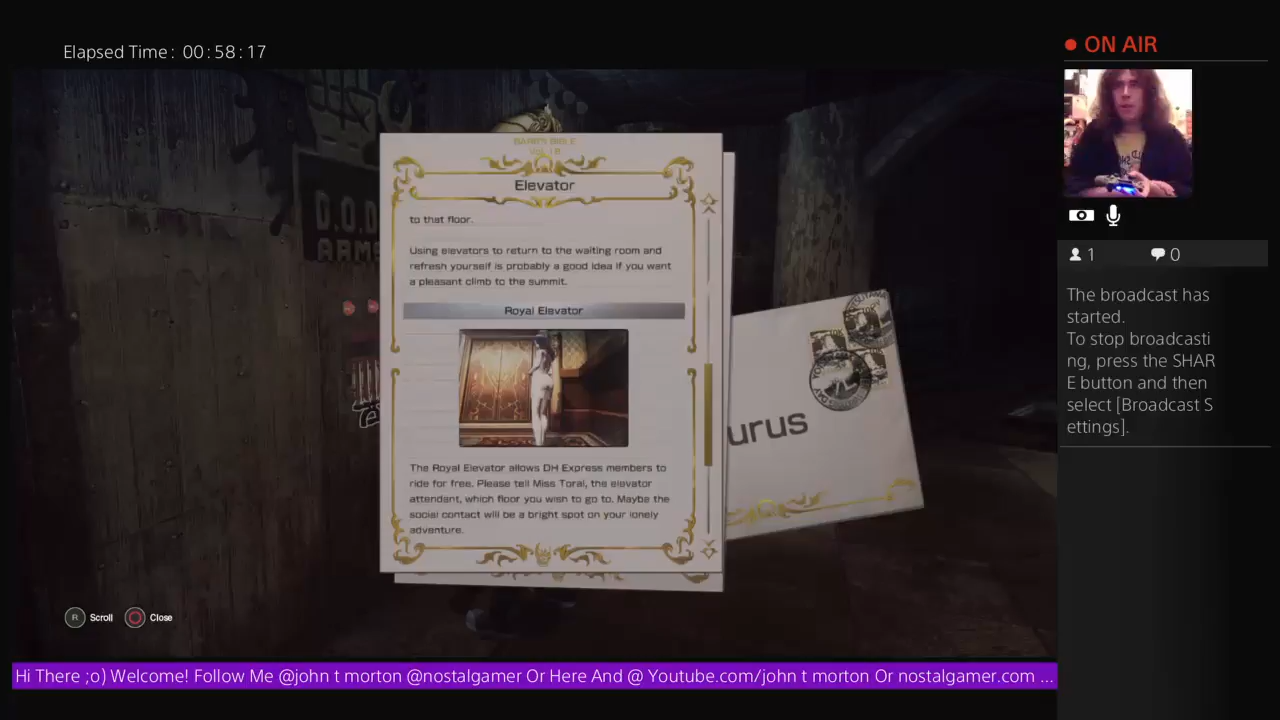 Elapsed Time: 00:58:17
ON AIR
1
0
The broadcast has
started.
To stop broadcasti
ng, press the SHAR
E button and then
select [Broadcast S
ettings].
D.O.D
ARMS
Elevator
to that floor.
Using elevators to return to the waiting room and
refresh yourself is probably a good idea if you want
a pleasant climb to the summit.
Royal Elevator
The Royal Elevator allows DH Express members to
ride for free. Please tell Miss Toral, the elevator
attendant, which floor you wish to go to. Maybe the
social contact will be a bright spot on your lonely
adventure.
urus
R Scroll Close
Hi There ;o) Welcome! Follow Me @john t morton @nostalgamer Or Here And @ Youtube.com/john t morton Or nostalgamer.com ...